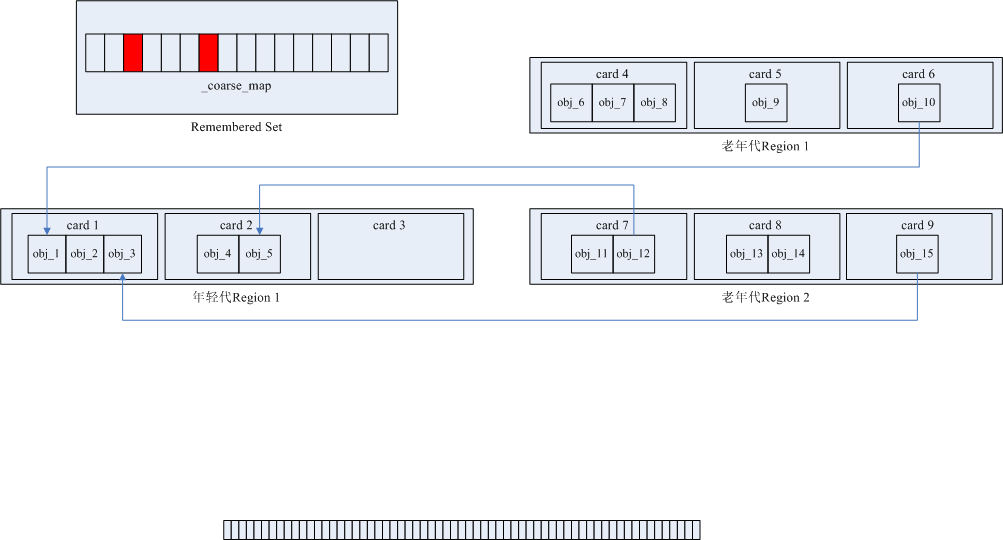 _coarse_map
Remembered Set
card 4
card 5
card 6
obj_6
obj_7
obj_8
obj_9
obj_10
老年代Region 1
card 1
card 2
card 3
obj_1
obj_2
obj_3
obj_4
obj_5
年轻代Region 1
card 7
card 8
card 9
obj_11
obj_12
obj_13
obj_14
obj_15
老年代Region 2